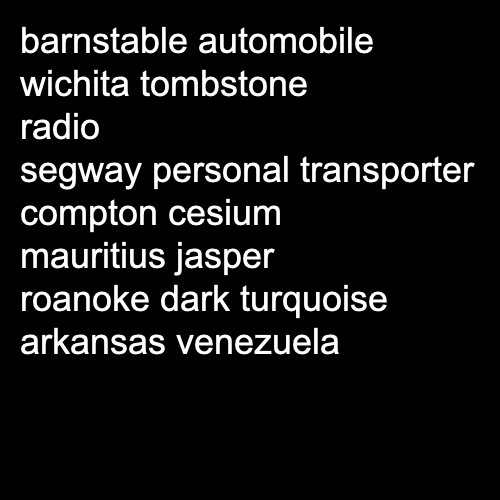 barnstable automobile
wichita tombstone
radio
segway personal transporter
compton cesium
mauritius jasper
roanoke dark turquoise
arkansas venezuela